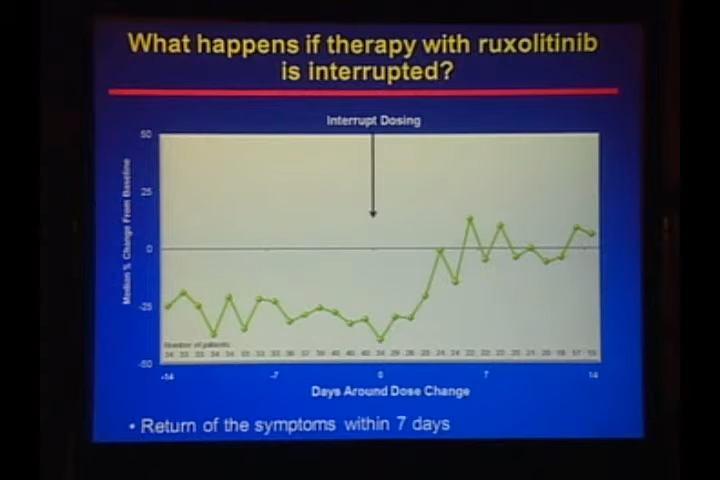 What happens if therapy with ruxolitinib
is interrupted?
Interrupt Dosing
Median % Change From Baseline
50
25
0
-25
-50
Number of patients
-14 -7 0 7 14
Days Around Dose Change
• Return of the symptoms within 7 days